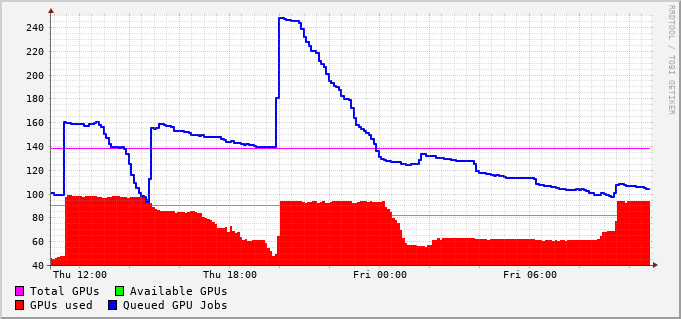 240
220
200
180
160
140
120
100
80
60
40
Thu 12:00 Thu 18:00 Fri 00:00 Fri 06:00
Total GPUs Available GPUs
GPUs used Queued GPU Jobs
RRDTOOL / TOBI OETIKER